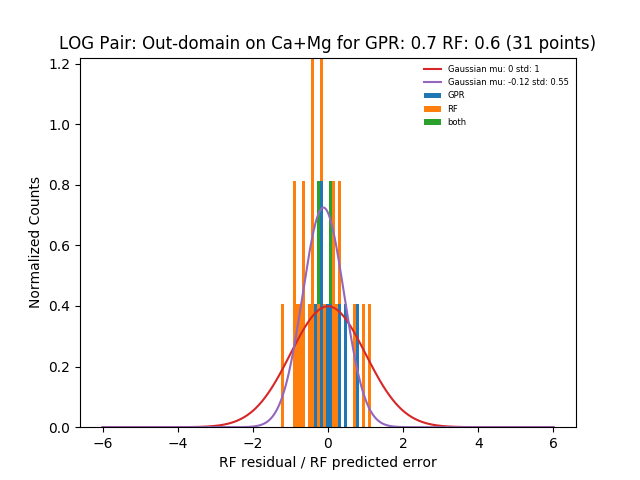 LOG Pair: Out-domain on Ca+Mg for GPR: 0.7 RF: 0.6 (31 points)
Gaussian mu: 0 std: 1
Gaussian mu: -0.12 std: 0.55
GPR
RF
both
Normalized Counts
1.2
1.0
0.8
0.6
0.4
0.2
0.0
−6 −4 −2 0 2 4 6
RF residual / RF predicted error